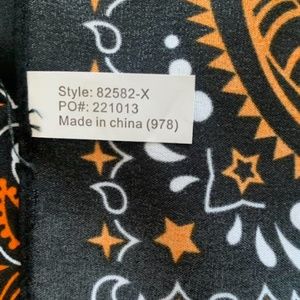 Style: 82582-X
PO#: 221013
Made in china (978)